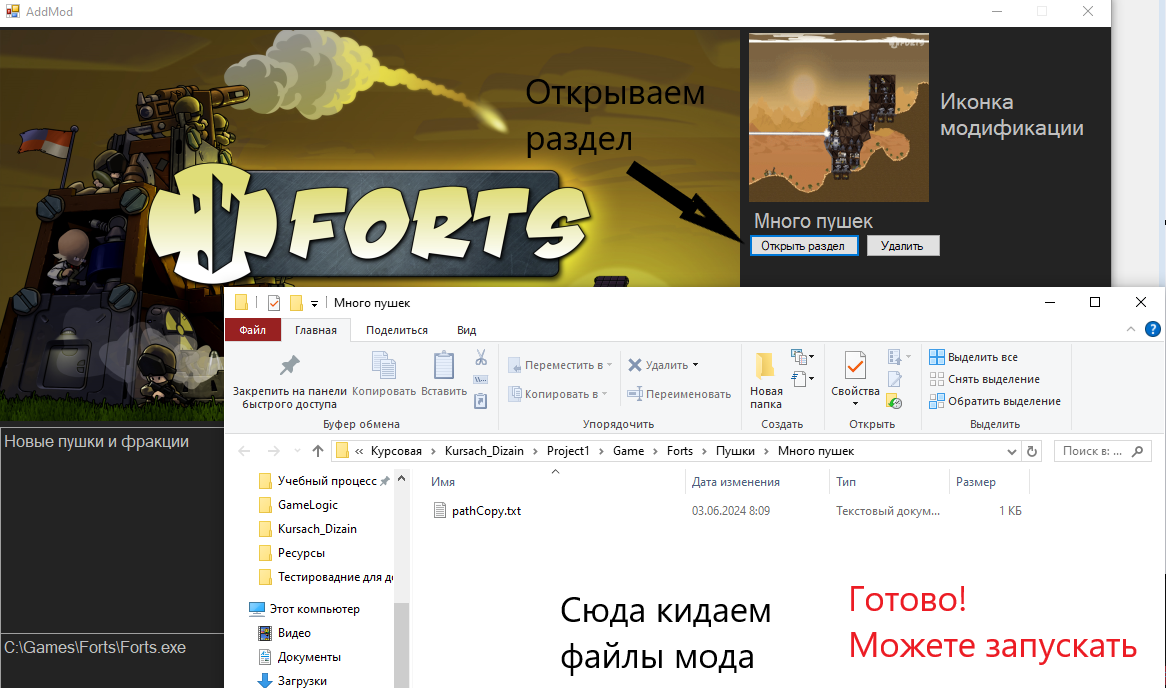 AddMod
FORTS
Открываем
раздел
FORTS
Иконка
модификации
Много пушек
Открыть раздел
Удалить
Новые пушки и фракции
C:\Games\Forts\Forts.exe
Много пушек
Файл
Главная
Поделиться
Вид
Закрепить на панели
быстрого доступа
Копировать
Вставить
Буфер обмена
Переместить в
Копировать в
Удалить
Переименовать
Упорядочить
Новая
папка
Создать
Свойства
Открыть
Выделить все
Снять выделение
Обратить выделение
Выделить
« Курсовая › Kursach_Dizain › Project1 › Game › Forts › Пушки › Много пушек
Поиск в: ...
Учебный процесс
GameLogic
Kursach_Dizain
Ресурсы
Тестироваdние для до
Этот компьютер
Видео
Документы
Загрузки
Имя
Дата изменения
Тип
Размер
pathCopy.txt
03.06.2024 8:09
Текстовый докум...
1 КБ
Сюда кидаем
файлы мода
Готово!
Можете запускать